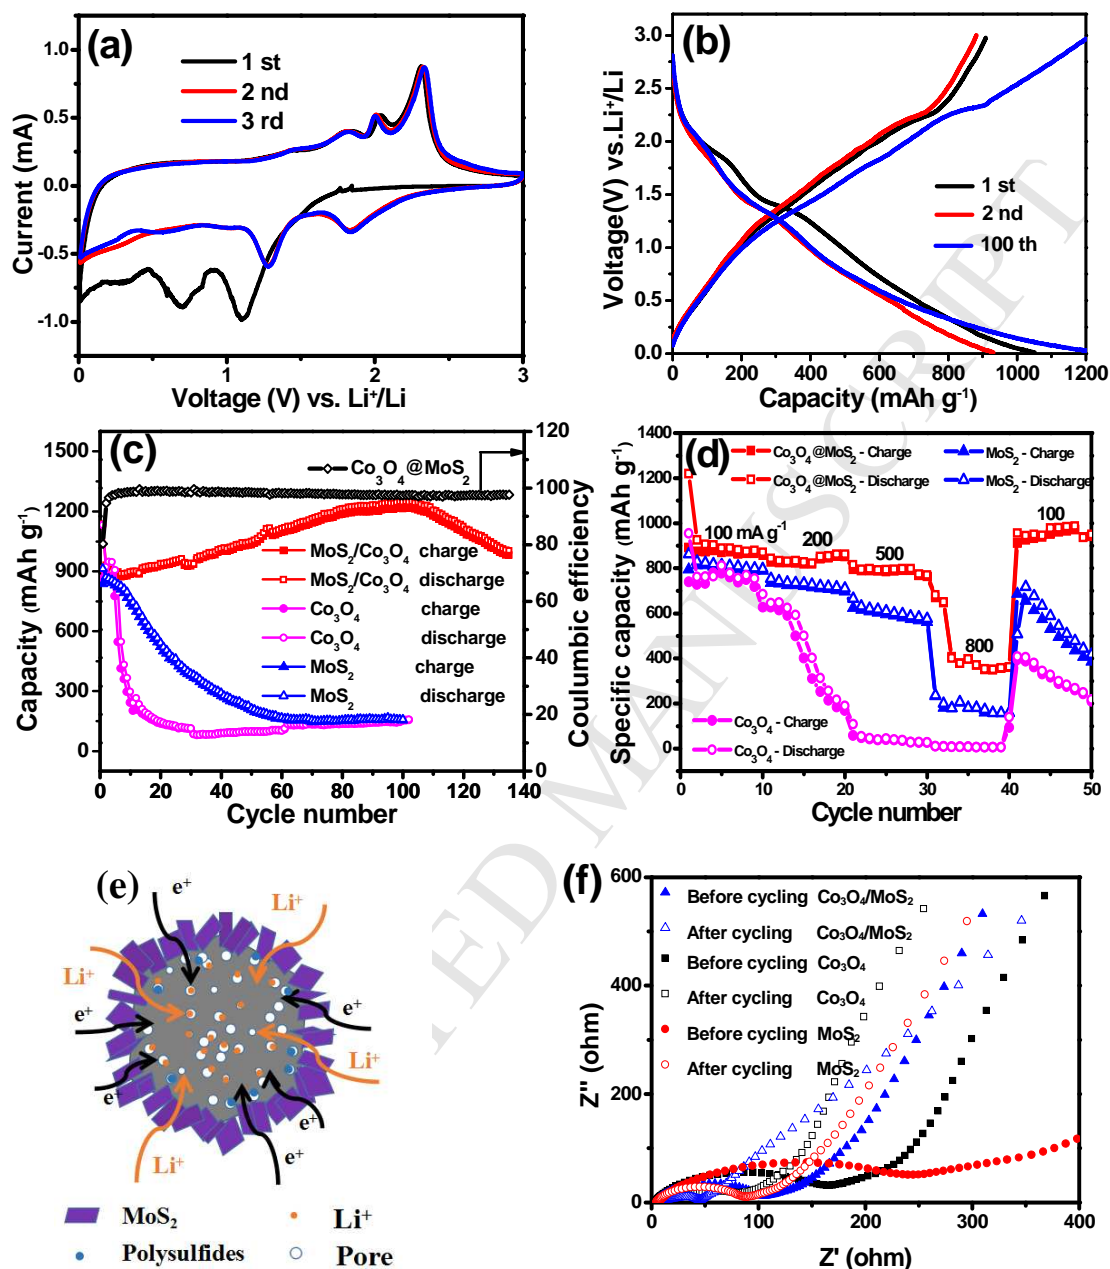 (a)
1 st
2 nd
3 rd
1.0
0.5
0.0
-0.5
-1.0
Current (mA)
0
1
2
3
Voltage (V) vs. Li⁺/Li
(b)
3.0
2.5
2.0
1.5
1.0
0.5
0.0
Voltage(V) vs.Li⁺/Li
1 st
2 nd
100 th
0 200 400 600 800 1000 1200
Capacity (mAh g⁻¹)
(c)
1500
1200
900
600
300
0
Capacity (mAh g⁻¹)
Co₃O₄@MoS₂
MoS₂/Co₃O₄ charge
MoS₂/Co₃O₄ discharge
Co₃O₄ charge
Co₃O₄ discharge
MoS₂ charge
MoS₂ discharge
120
100
80
60
40
20
0
Coulumbic efficiency
0 20 40 60 80 100 120 140
Cycle number
(d)
1400
1200
1000
800
600
400
200
0
Specific capacity (mAh g⁻¹)
Co₃O₄@MoS₂ - Charge
Co₃O₄@MoS₂ - Discharge
MoS₂ - Charge
MoS₂ - Discharge
100 mA g⁻¹
200
500
800
100
Co₃O₄ - Charge
Co₃O₄ - Discharge
0 10 20 30 40 50
Cycle number
(e)
e⁺
Li⁺
Li⁺
e⁺
e⁺
Li⁺
e⁺
e⁺
Li⁺
e⁺
MoS₂
Li⁺
Polysulfides
Pore
(f)
600
400
200
0
Z'' (ohm)
Before cycling Co₃O₄/MoS₂
After cycling Co₃O₄/MoS₂
Before cycling Co₃O₄
After cycling Co₃O₄
Before cycling MoS₂
After cycling MoS₂
0 100 200 300 400
Z' (ohm)